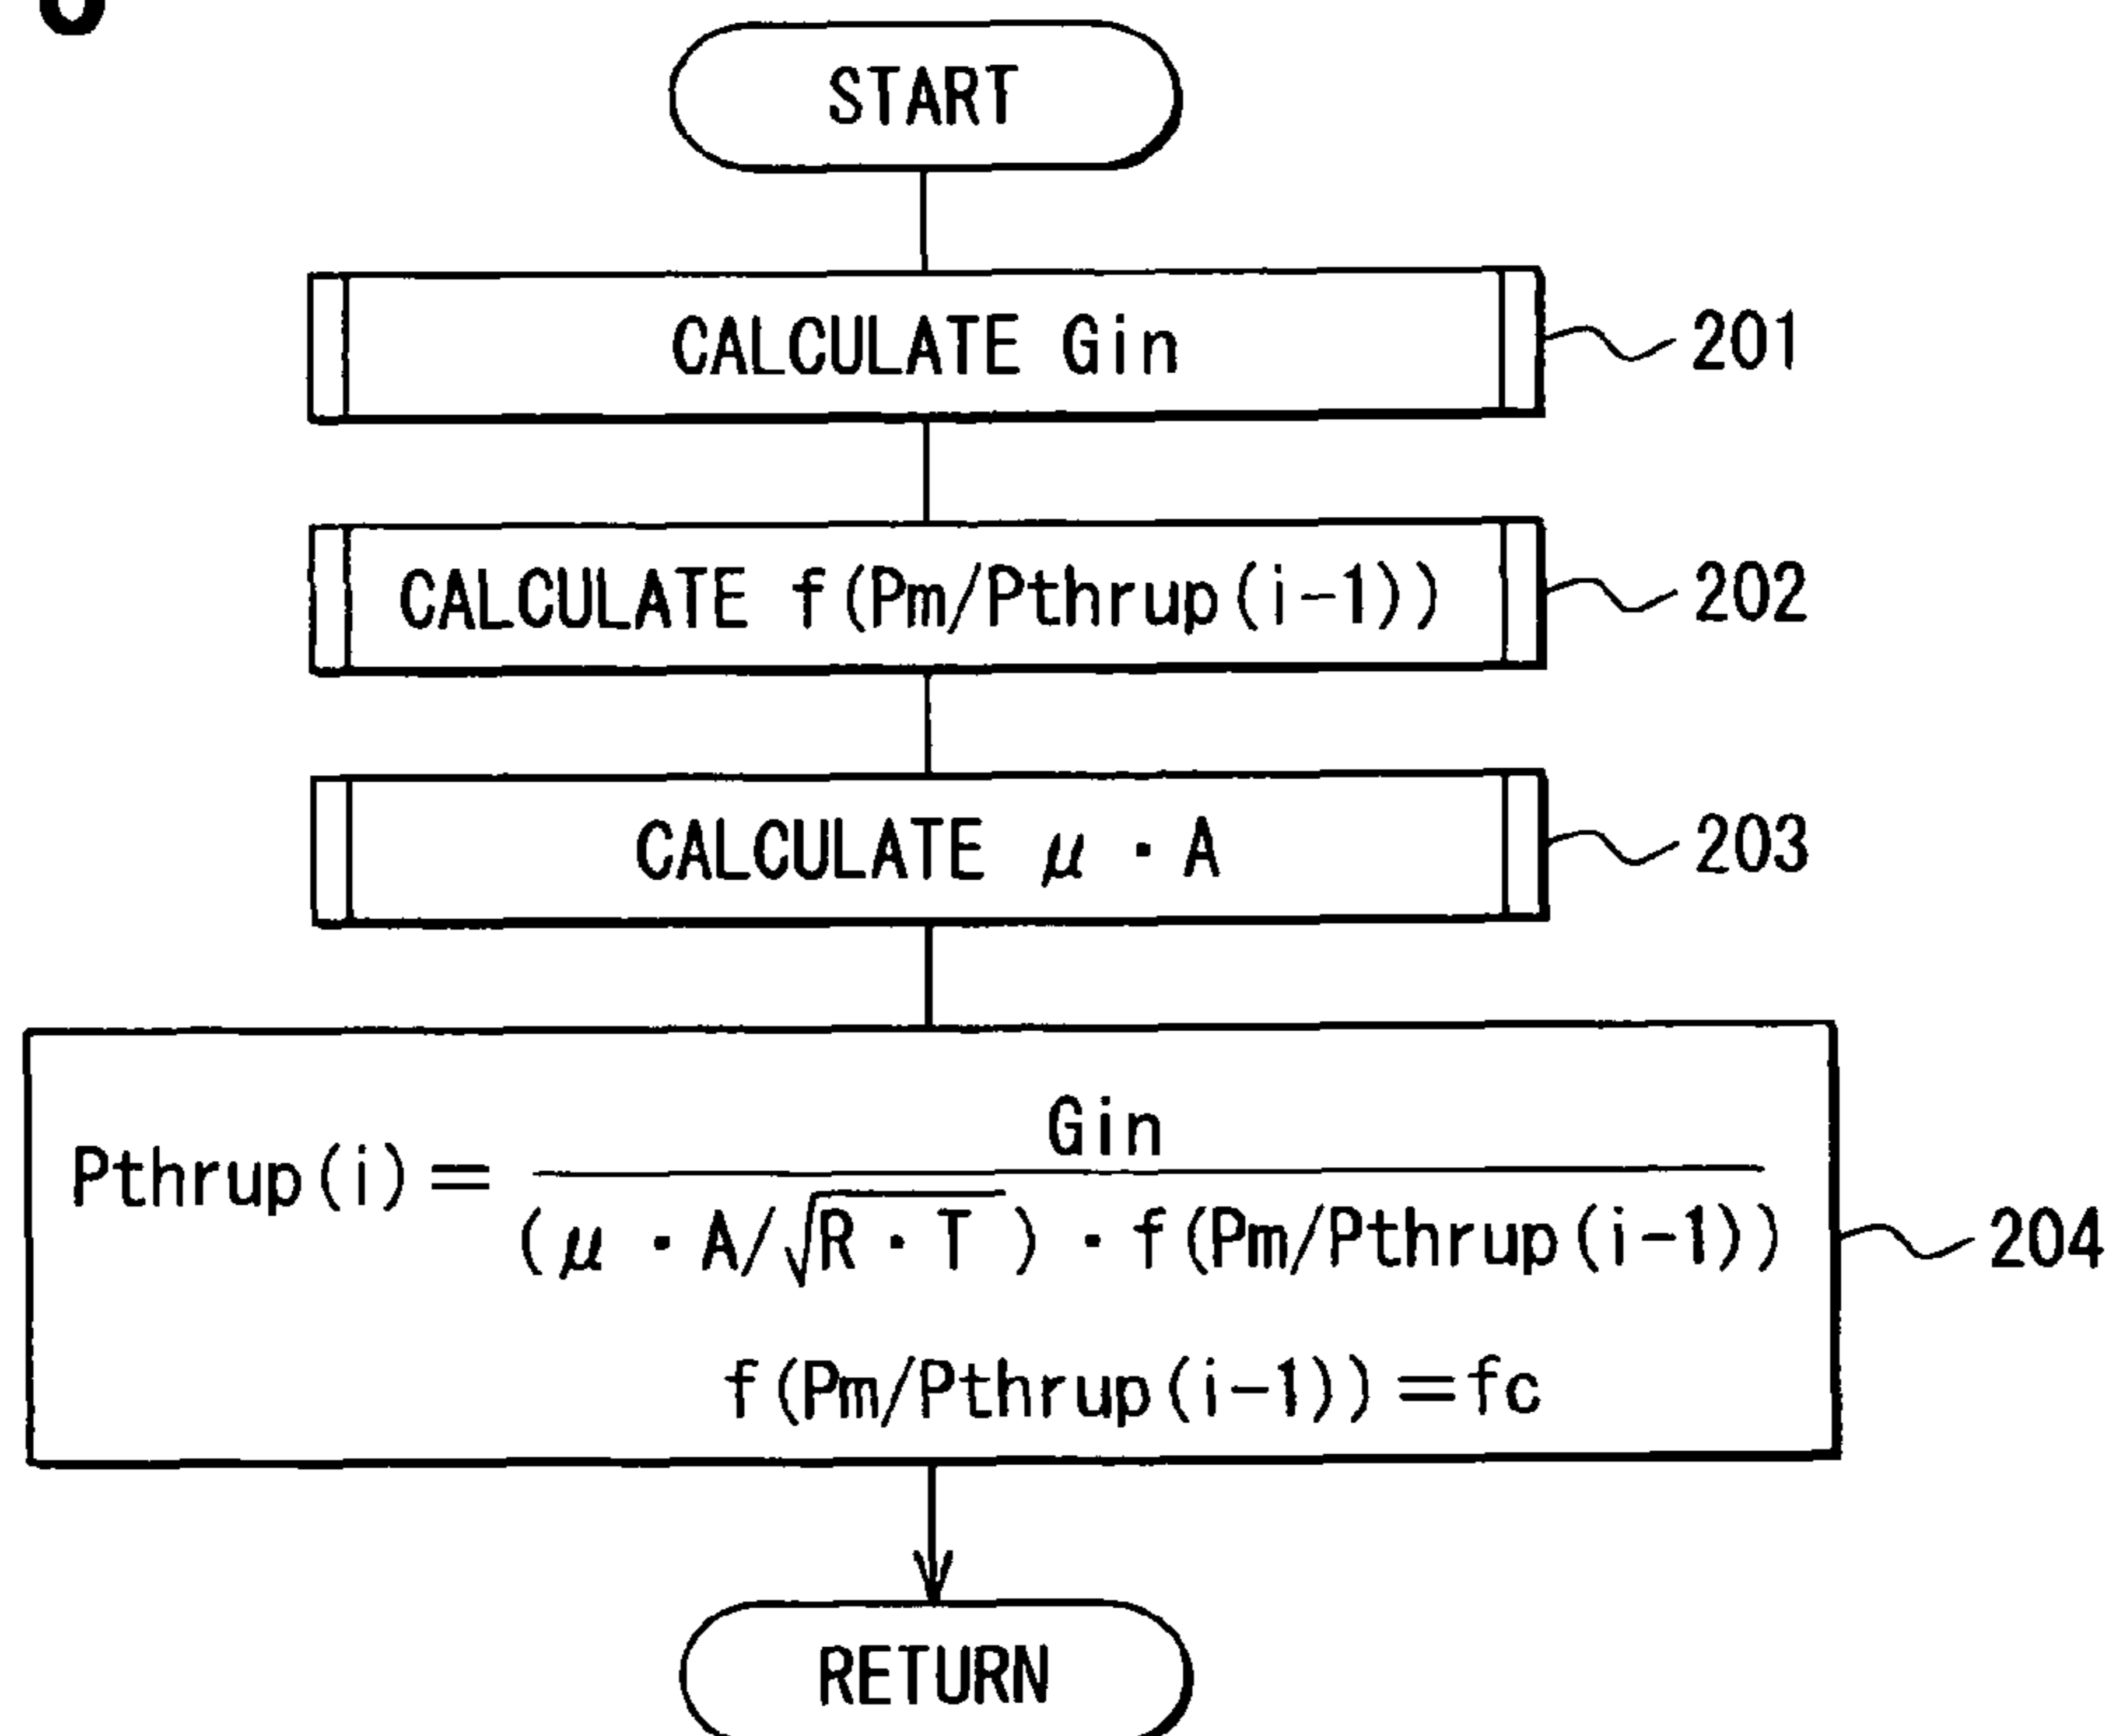 START
CALCULATE Gin
201
CALCULATE f(Pm/Pthrup(i-1))
202
CALCULATE μ・A
203
Pthrup(i)= Gin
(μ・A/√R・T)・f(Pm/Pthrup(i-1))
204
f(Pm/Pthrup(i-1))=fc
RETURN